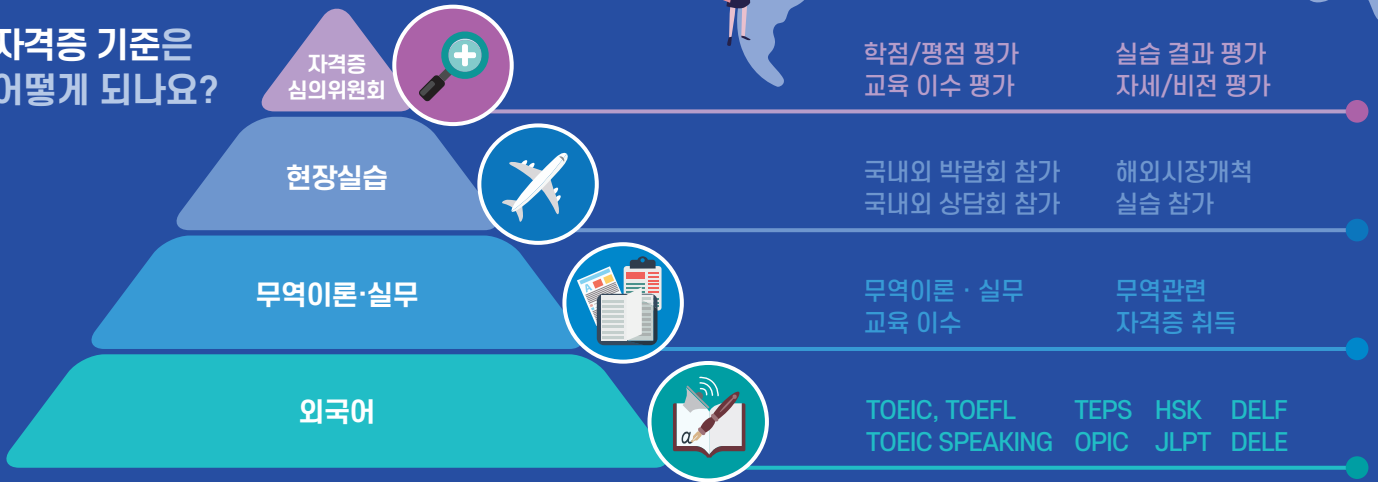 자격증 기준은
어떻게 되나요?
자격증
심의위원회
학점/평점 평가
교육 이수 평가
실습 결과 평가
자세/비전 평가
현장실습
국내외 박람회 참가
국내외 상담회 참가
해외시장개척
실습 참가
무역이론·실무
무역이론 · 실무
교육 이수
무역관련
자격증 취득
외국어
TOEIC, TOEFL TEPS HSK DELF
TOEIC SPEAKING OPIC JLPT DELE
a